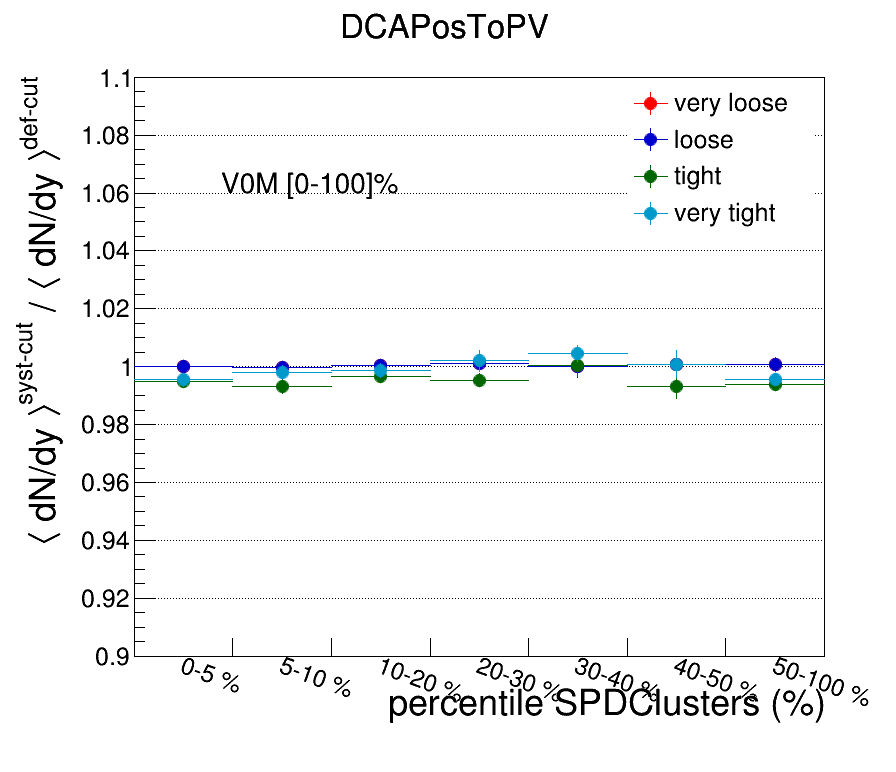 DCAPosToPV
⟨ dN/dy ⟩^syst-cut / ⟨ dN/dy ⟩^def-cut
1.1
1.08
1.06
1.04
1.02
1
0.98
0.96
0.94
0.92
0.9
V0M [0-100]%
very loose
loose
tight
very tight
0-5 %
5-10 %
10-20 %
20-30 %
30-40 %
40-50 %
50-100 %
percentile SPDClusters (%)